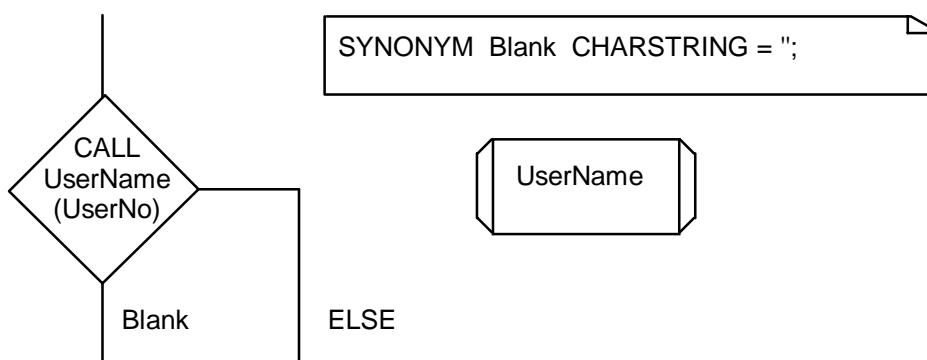 SYNONYM Blank CHARSTRING = '';
CALL
UserName
(UserNo)
UserName
Blank
ELSE